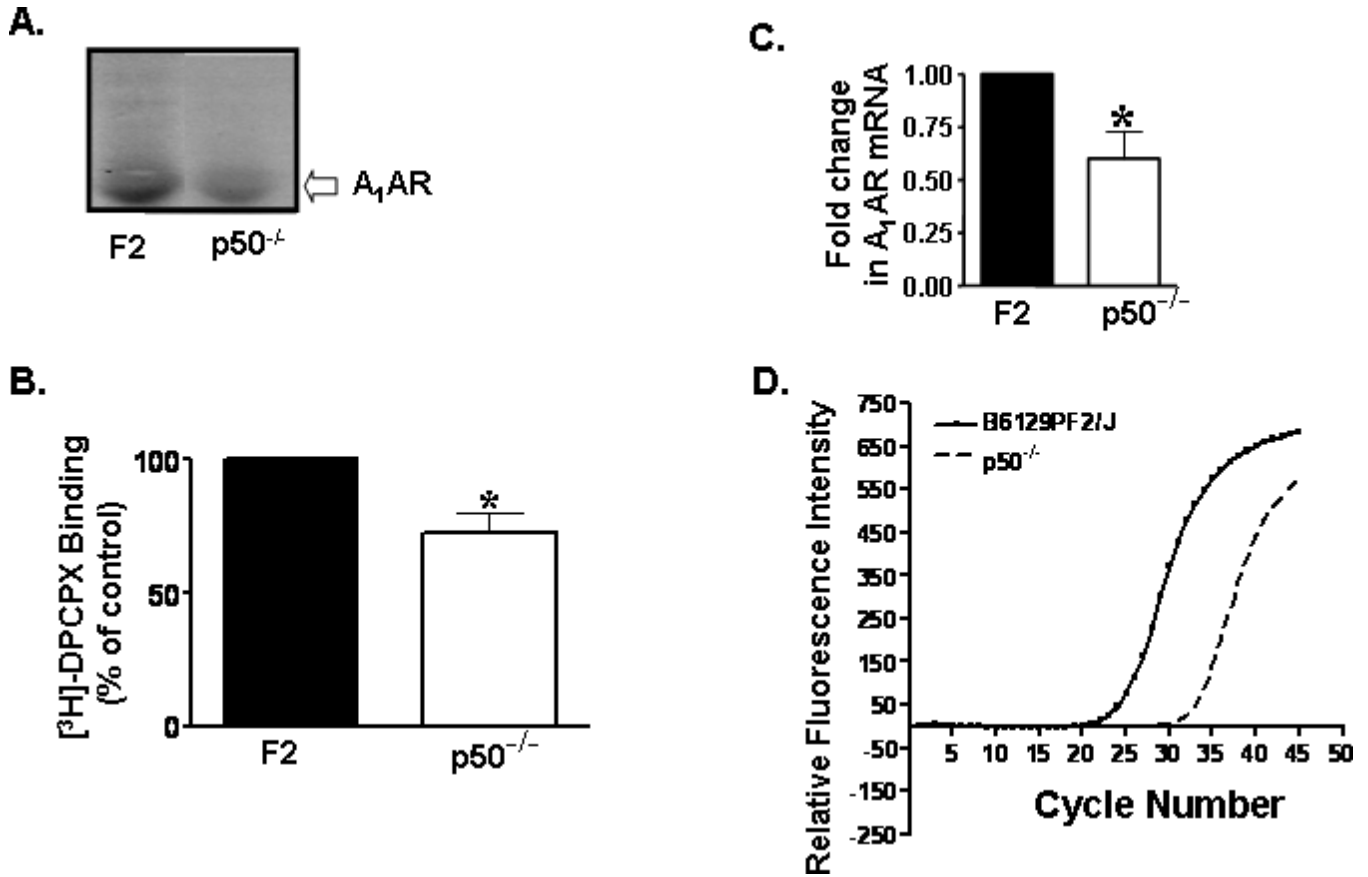 A.
A₁AR
F2 p50⁻/⁻
B.
[³H]-DPCPX Binding
(% of control)
100
50
0
*
F2 p50⁻/⁻
C.
Fold change
in A₁AR mRNA
1.00
0.75
0.50
0.25
0.00
*
F2 p50⁻/⁻
D.
Relative Fluorescence Intensity
750
650
550
450
350
250
150
50
-50
-150
-250
B6129PF2/J
p50⁻/⁻
5 10 15 20 25 30 35 40 45 50
Cycle Number